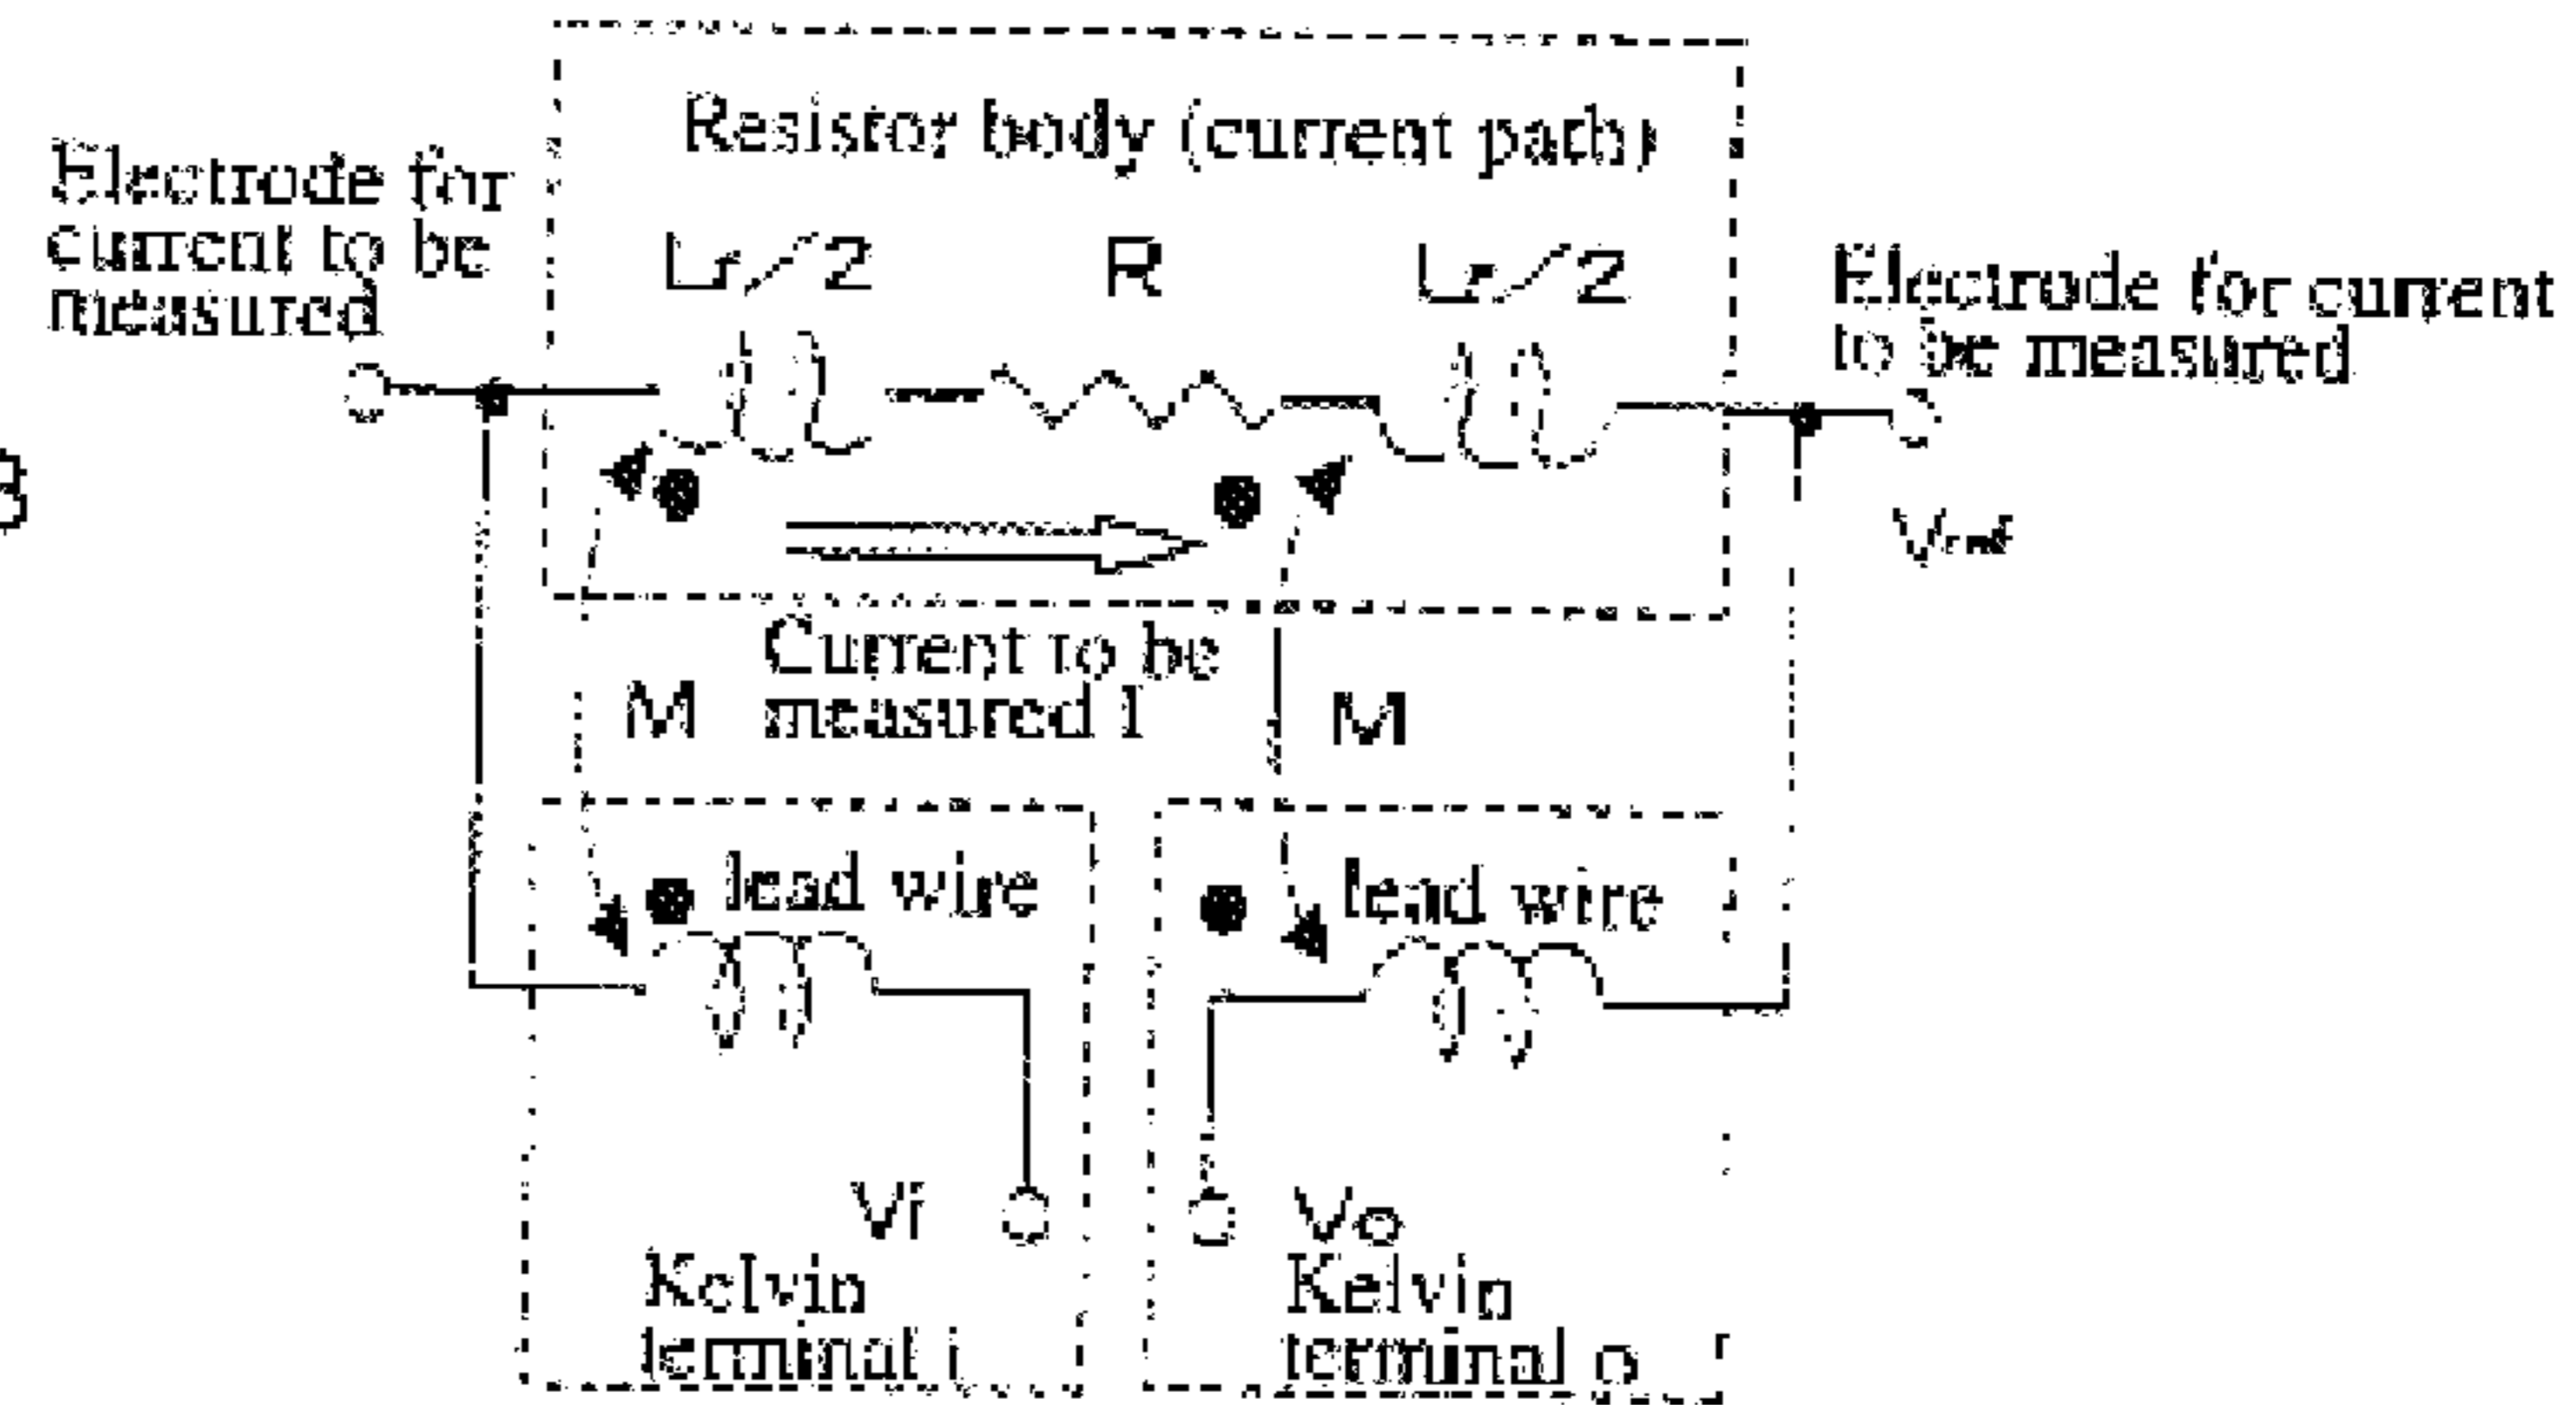 Resistor body (current path)
Electrode for
current to be
measured
Lr/2
R
Lr/2
Electrode for current
to be measured
Current to be
measured I
M
M
lead wire
lead wire
Vi
Vo
Kelvin
terminal i
Kelvin
terminal o